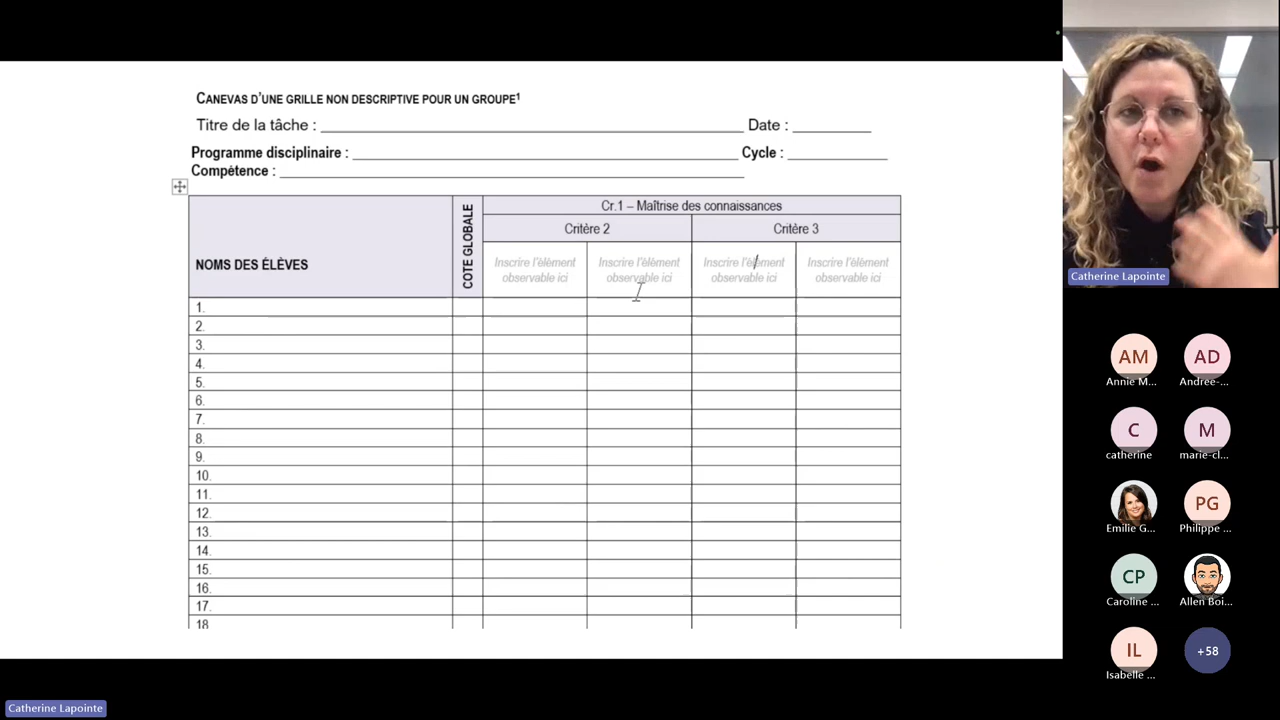 CANEVAS D'UNE GRILLE NON DESCRIPTIVE POUR UN GROUPE¹
Titre de la tâche : Date :
Programme disciplinaire : Cycle :
Compétence :
NOMS DES ÉLÈVES
COTE GLOBALE
Cr.1 – Maîtrise des connaissances
Critère 2
Critère 3
Inscrire l'élément observable ici
Inscrire l'élément observable ici
Inscrire l'élément observable ici
Inscrire l'élément observable ici
1.
2.
3.
4.
5.
6.
7.
8.
9.
10.
11.
12.
13.
14.
15.
16.
17.
18
Catherine Lapointe
AM
Annie M...
AD
Andrée-...
C
catherine
M
marie-cl...
Emilie G...
PG
Philippe ...
CP
Caroline ...
Allen Boi...
IL
Isabelle ...
+58
Catherine Lapointe